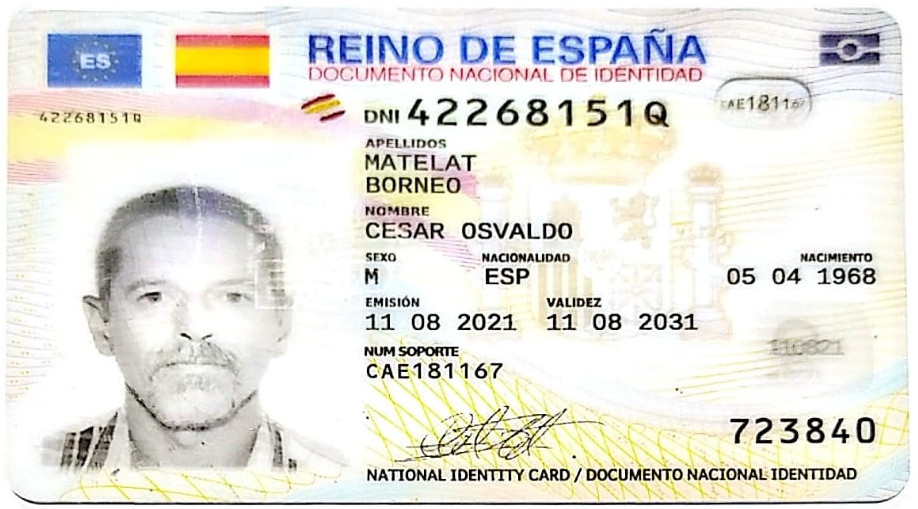 ES
REINO DE ESPAÑA
DOCUMENTO NACIONAL DE IDENTIDAD
42268151Q
DNI 42268151Q
CAE181167
APELLIDOS
MATELAT
BORNEO
NOMBRE
CESAR OSVALDO
SEXO NACIONALIDAD NACIMIENTO
M ESP 05 04 1968
EMISIÓN VALIDEZ
11 08 2021 11 08 2031
NUM SOPORTE
CAE181167
723840
NATIONAL IDENTITY CARD / DOCUMENTO NACIONAL IDENTIDAD